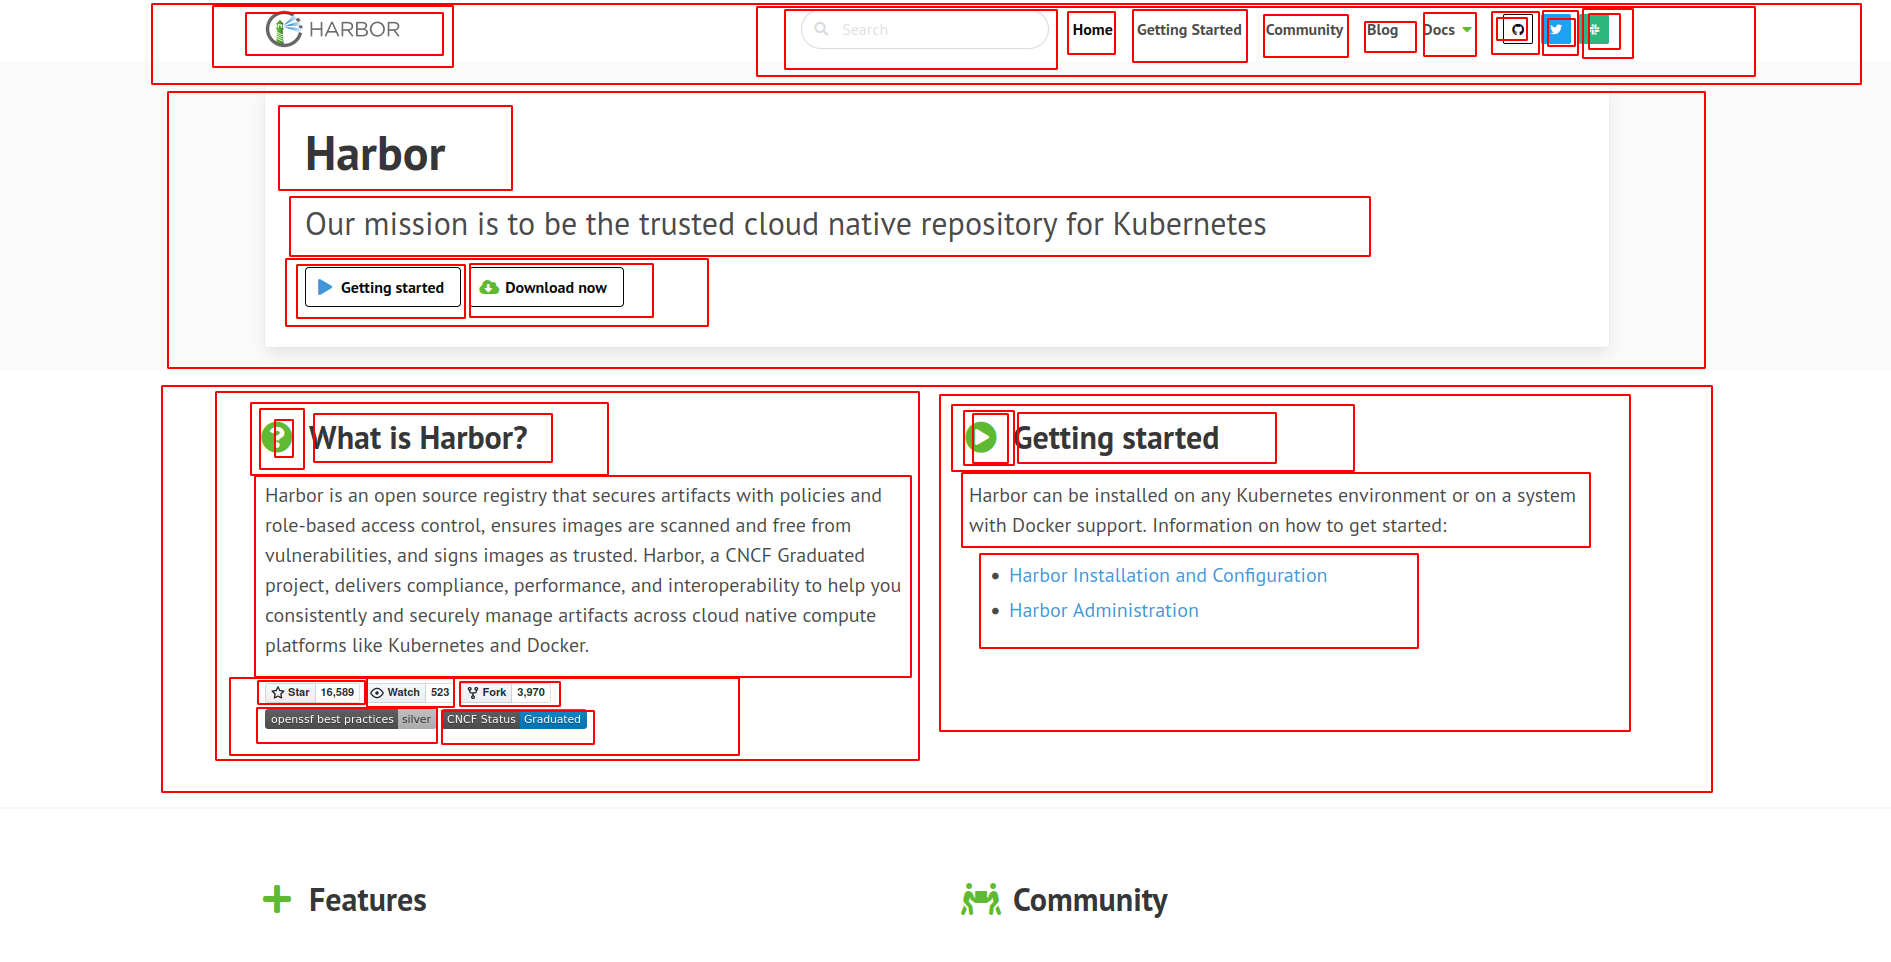 HARBOR
Search
Home
Getting Started
Community
Blog
Docs
Harbor
Our mission is to be the trusted cloud native repository for Kubernetes
Getting started
Download now
What is Harbor?
Harbor is an open source registry that secures artifacts with policies and
role-based access control, ensures images are scanned and free from
vulnerabilities, and signs images as trusted. Harbor, a CNCF Graduated
project, delivers compliance, performance, and interoperability to help you
consistently and securely manage artifacts across cloud native compute
platforms like Kubernetes and Docker.
Star 16,589 Watch 523 Fork 3,970
openssf best practices silver CNCF Status Graduated
Getting started
Harbor can be installed on any Kubernetes environment or on a system
with Docker support. Information on how to get started:
• Harbor Installation and Configuration
• Harbor Administration
Features
Community